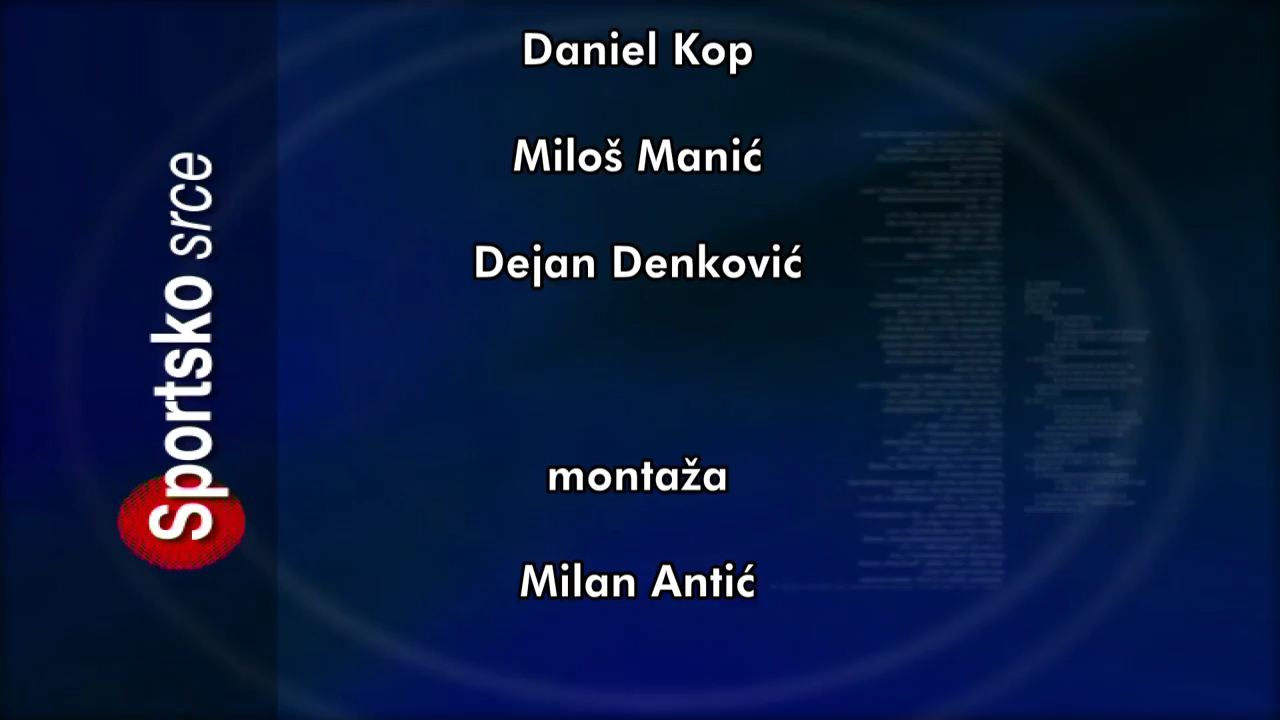 Daniel Kop
Miloš Manić
Dejan Denković
montaža
Milan Antić
Sportsko srce